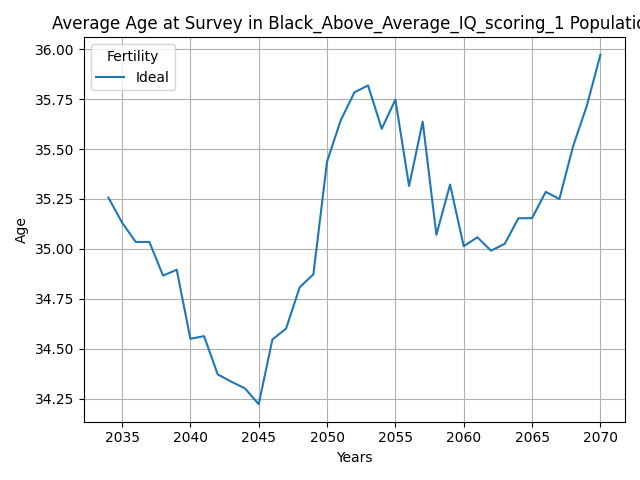 Average Age at Survey in Black_Above_Average_IQ_scoring_1 Populatio
36.00
35.75
35.50
35.25
35.00
34.75
34.50
34.25
Age
Fertility
Ideal
2035 2040 2045 2050 2055 2060 2065 2070
Years